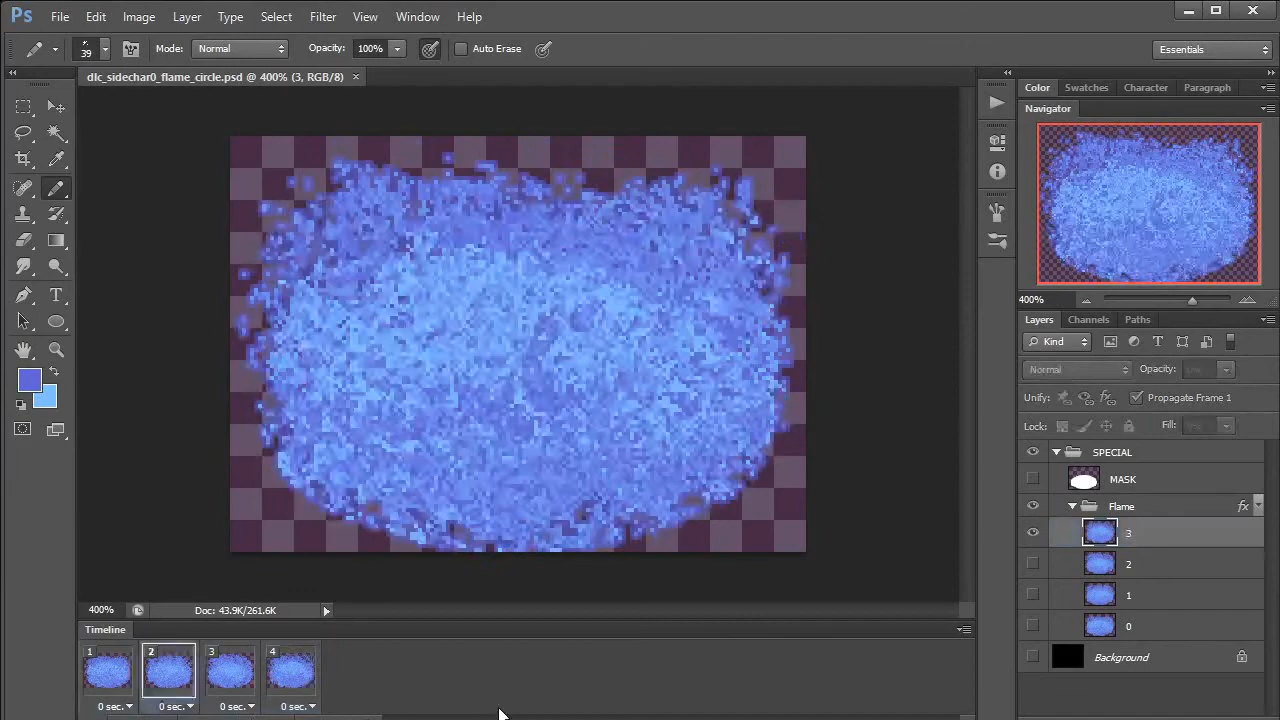 Ps File Edit Image Layer Type Select Filter View Window Help
39 Mode: Normal Opacity: 100% Auto Erase Essentials
dlc_sidechar0_flame_circle.psd @ 400% (3, RGB/8) ×
Color Swatches Character Paragraph
Navigator
400%
Layers Channels Paths
Kind
Normal Opacity:
Unify: Propagate Frame 1
Lock: Fill:
SPECIAL
MASK
Flame fx
3
2
1
0
Background
400% Doc: 43.9K/261.6K
Timeline
1 2 3 4
0 sec. 0 sec. 0 sec. 0 sec.